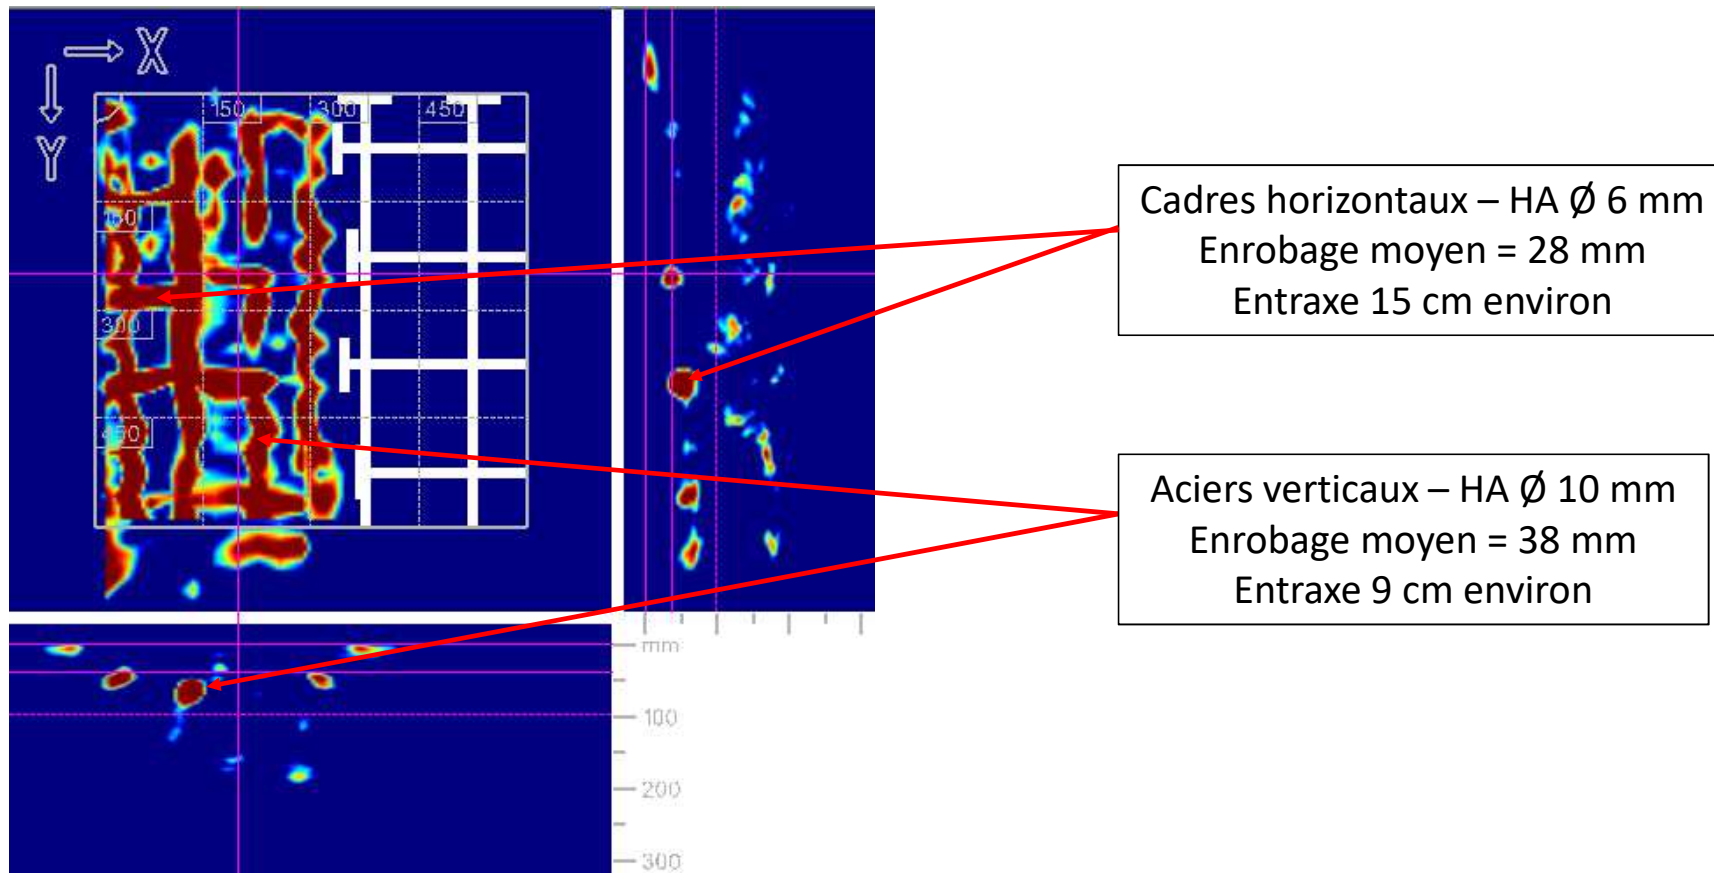 X
Y
150
300
450
150
300
450
Cadres horizontaux – HA Ø 6 mm
Enrobage moyen = 28 mm
Entraxe 15 cm environ
Aciers verticaux – HA Ø 10 mm
Enrobage moyen = 38 mm
Entraxe 9 cm environ
mm
100
200
300